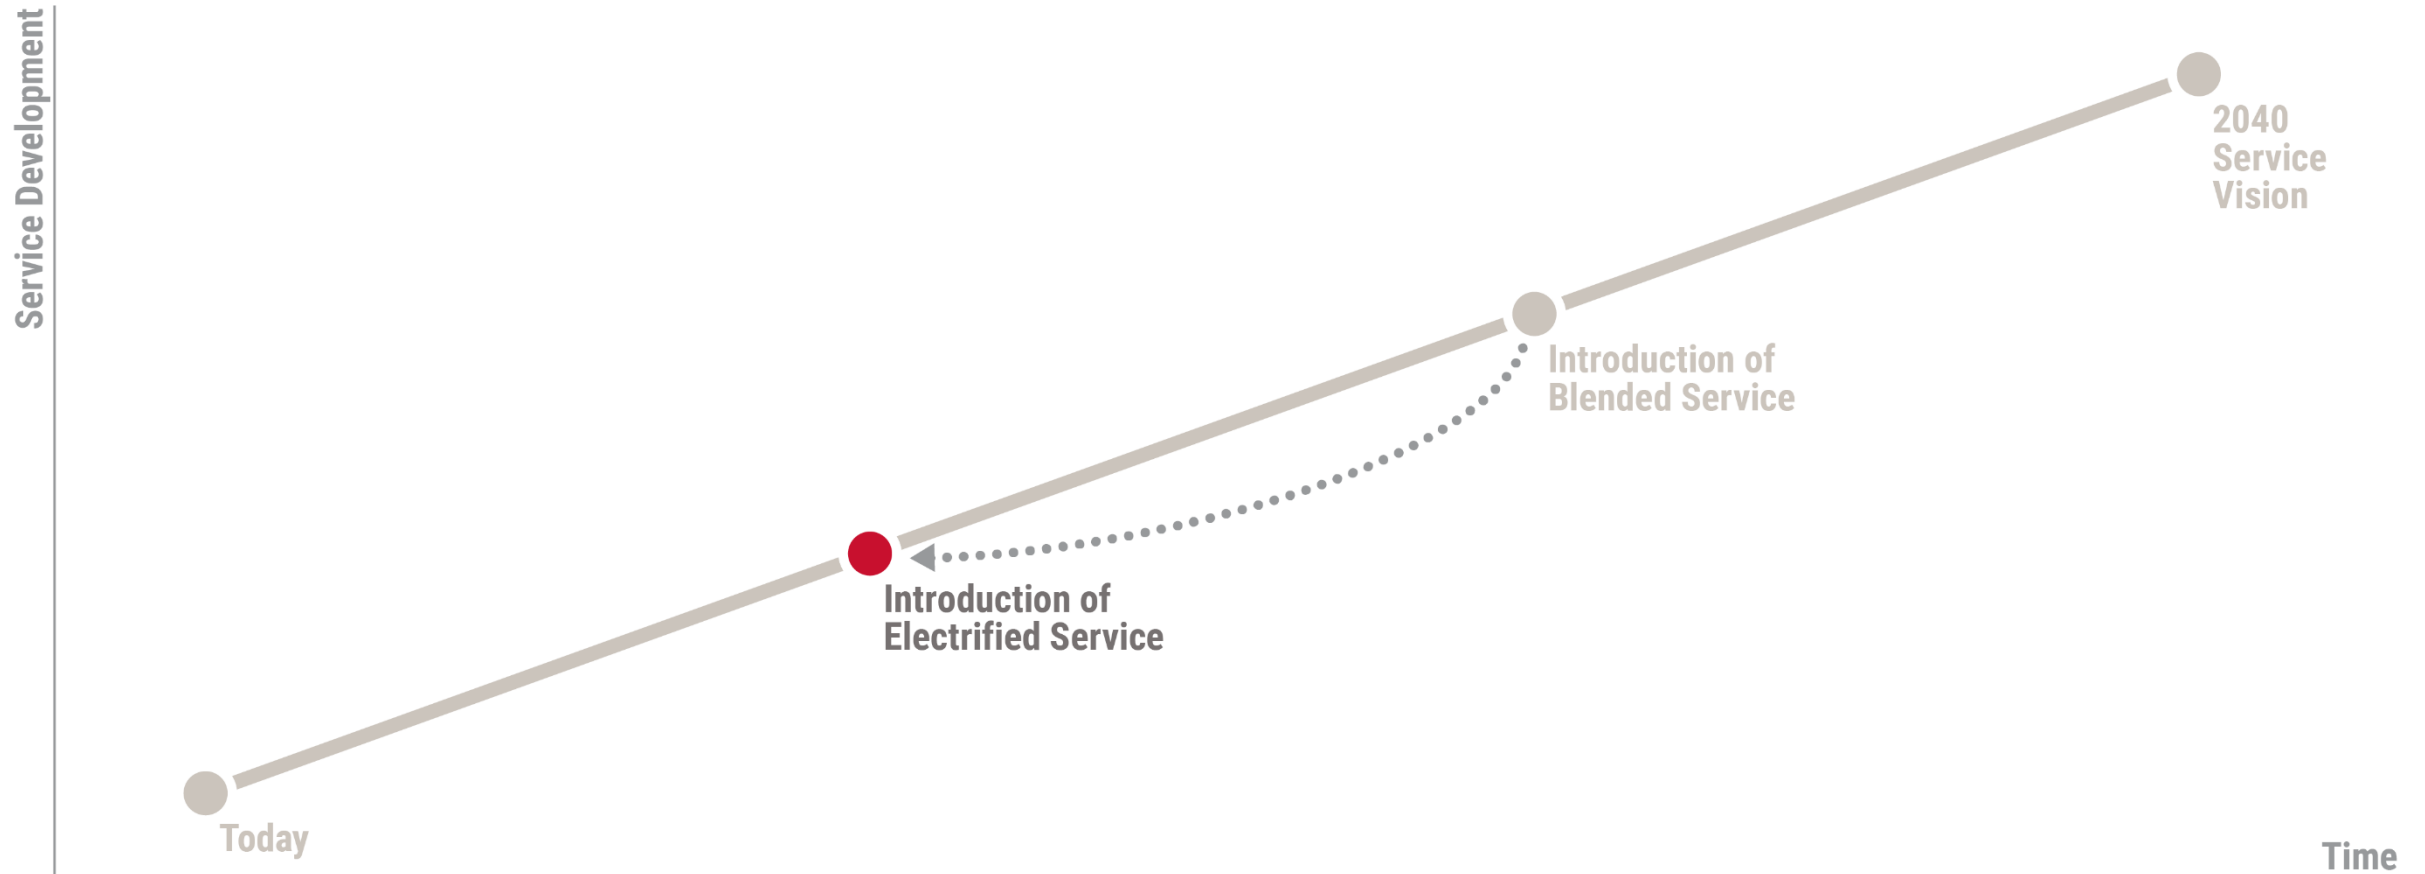 Service Development
2040
Service
Vision
Introduction of
Blended Service
Introduction of
Electrified Service
Today
Time